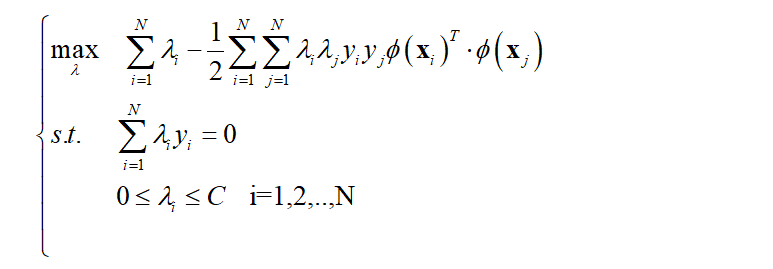 max_λ ∑_{i=1}^{N} λ_i − 1/2 ∑_{i=1}^{N} ∑_{j=1}^{N} λ_i λ_j y_i y_j ϕ(x_i)^T · ϕ(x_j)
s.t. ∑_{i=1}^{N} λ_i y_i = 0
0 ≤ λ_i ≤ C i=1,2,..,N